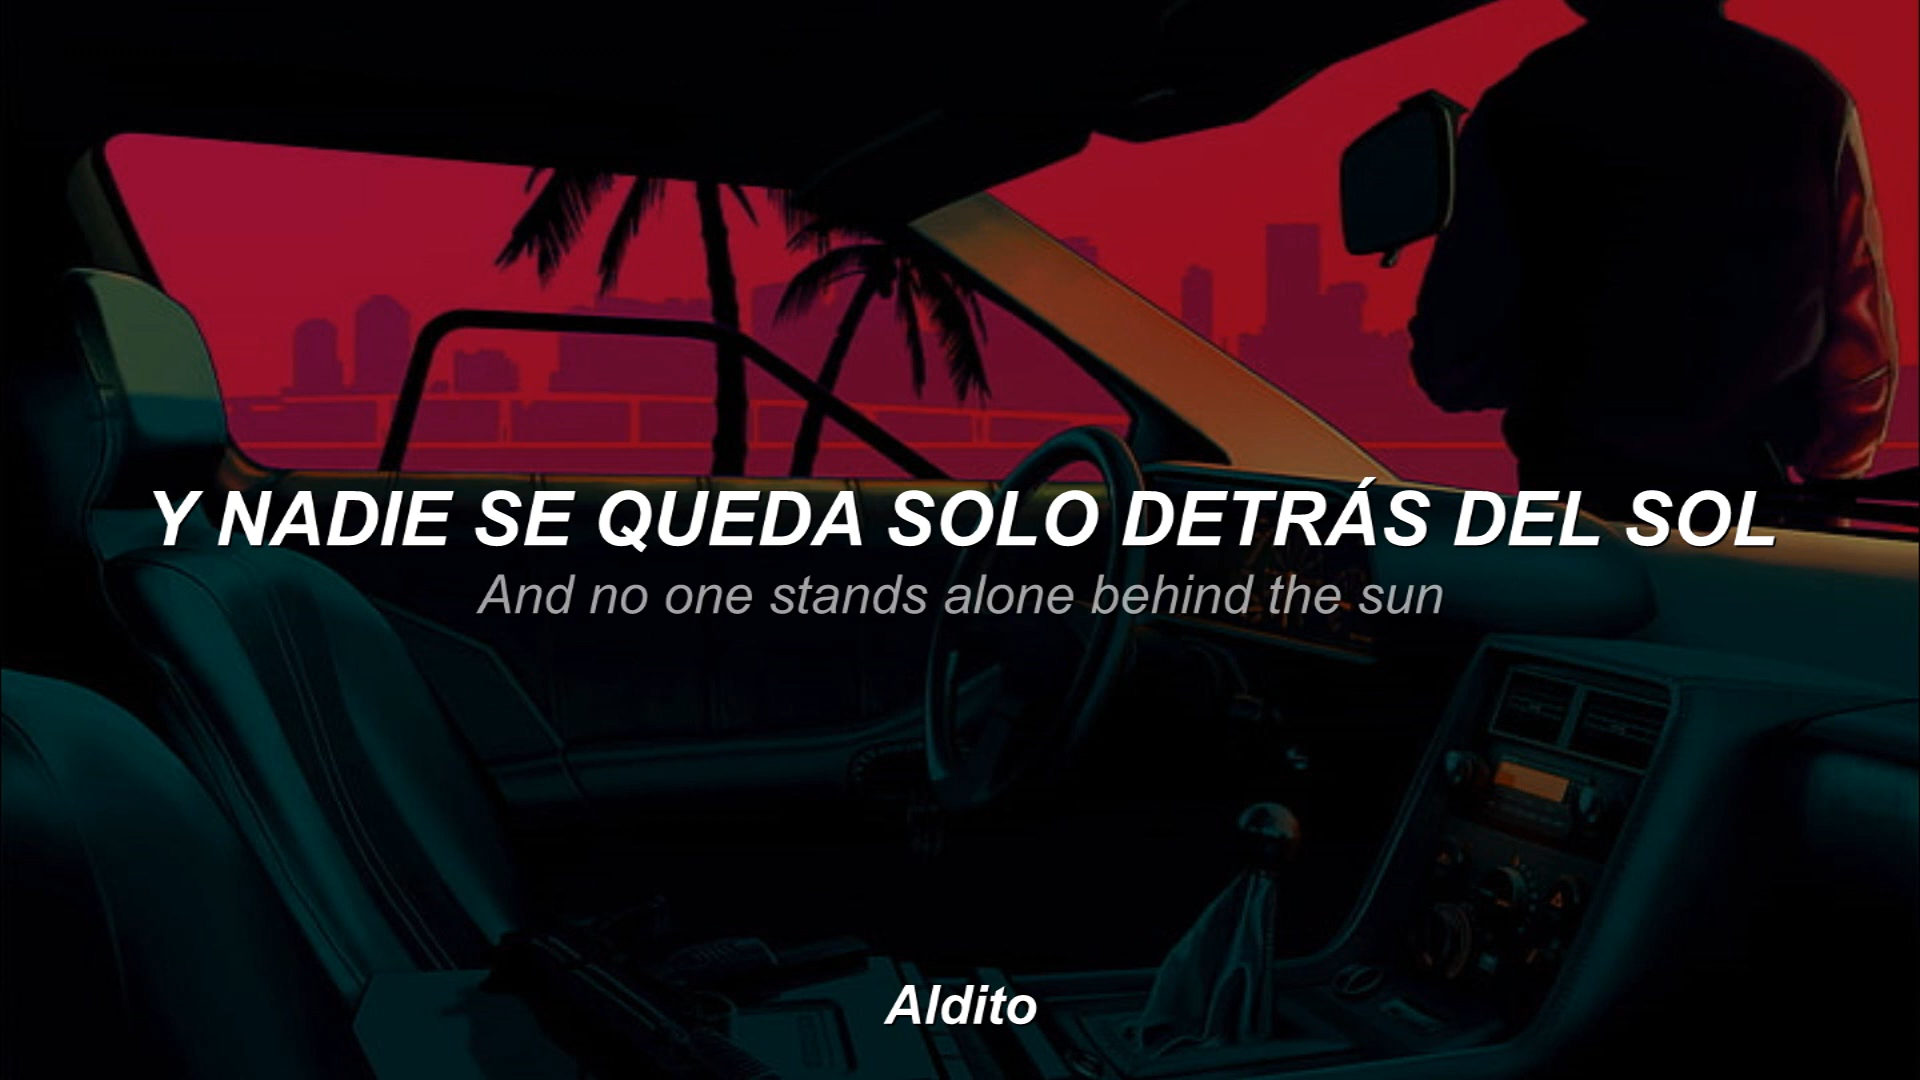 Y NADIE SE QUEDA SOLO DETRÁS DEL SOL
And no one stands alone behind the sun
Aldito